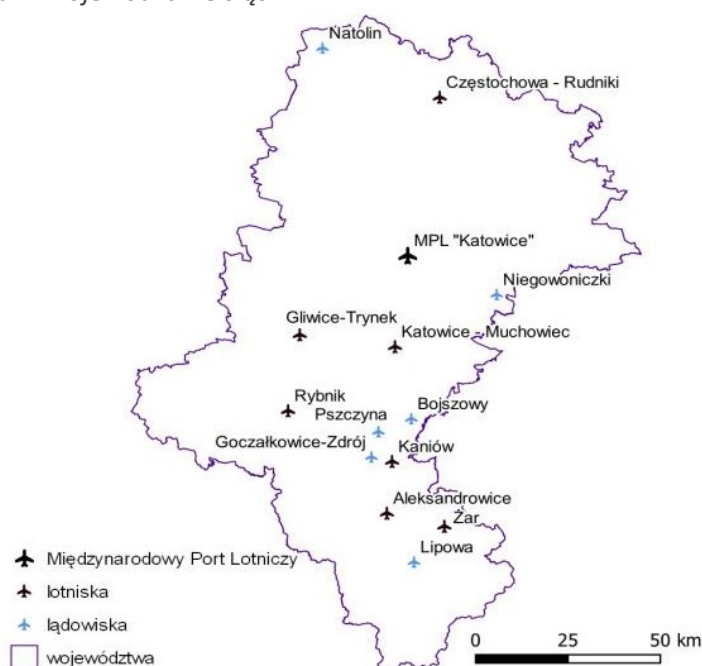 Natolin
Częstochowa - Rudniki
MPL "Katowice"
Niegowoniczki
Gliwice-Trynek
Katowice - Muchowiec
Rybnik
Bojszowy
Pszczyna
Goczałkowice-Zdrój
Kaniów
Aleksandrowice
Żar
Lipowa
Międzynarodowy Port Lotniczy
lotniska
lądowiska
województwa
0 25 50 km